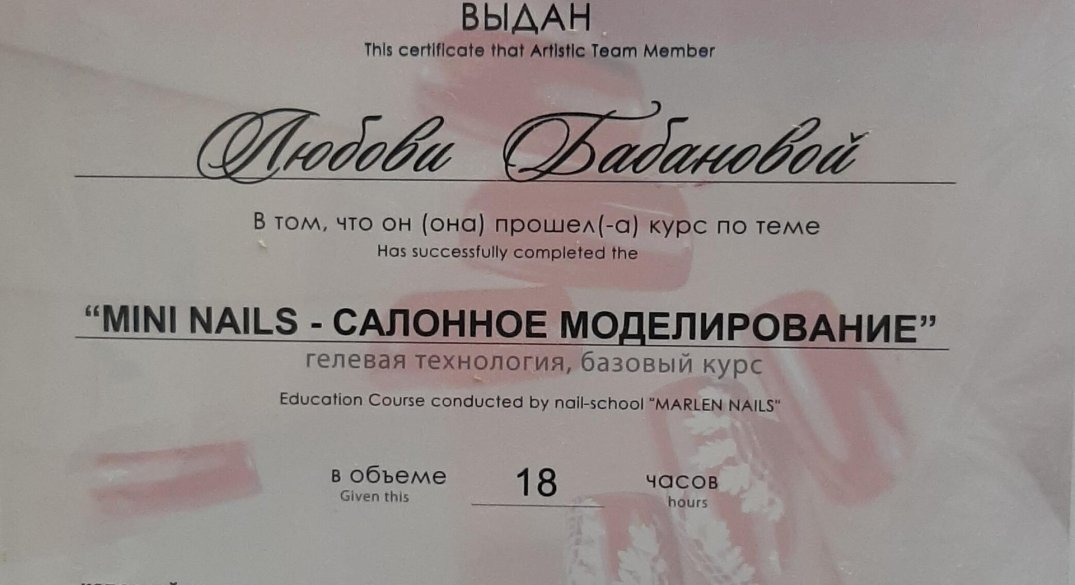 ВЫДАН
This certificate that Artistic Team Member
Любови Бабановой
В том, что он (она) прошел(-а) курс по теме
Has successfully completed the
“MINI NAILS - САЛОННОЕ МОДЕЛИРОВАНИЕ”
гелевая технология, базовый курс
Education Course conducted by nail-school "MARLEN NAILS"
в объеме 18 часов
Given this hours